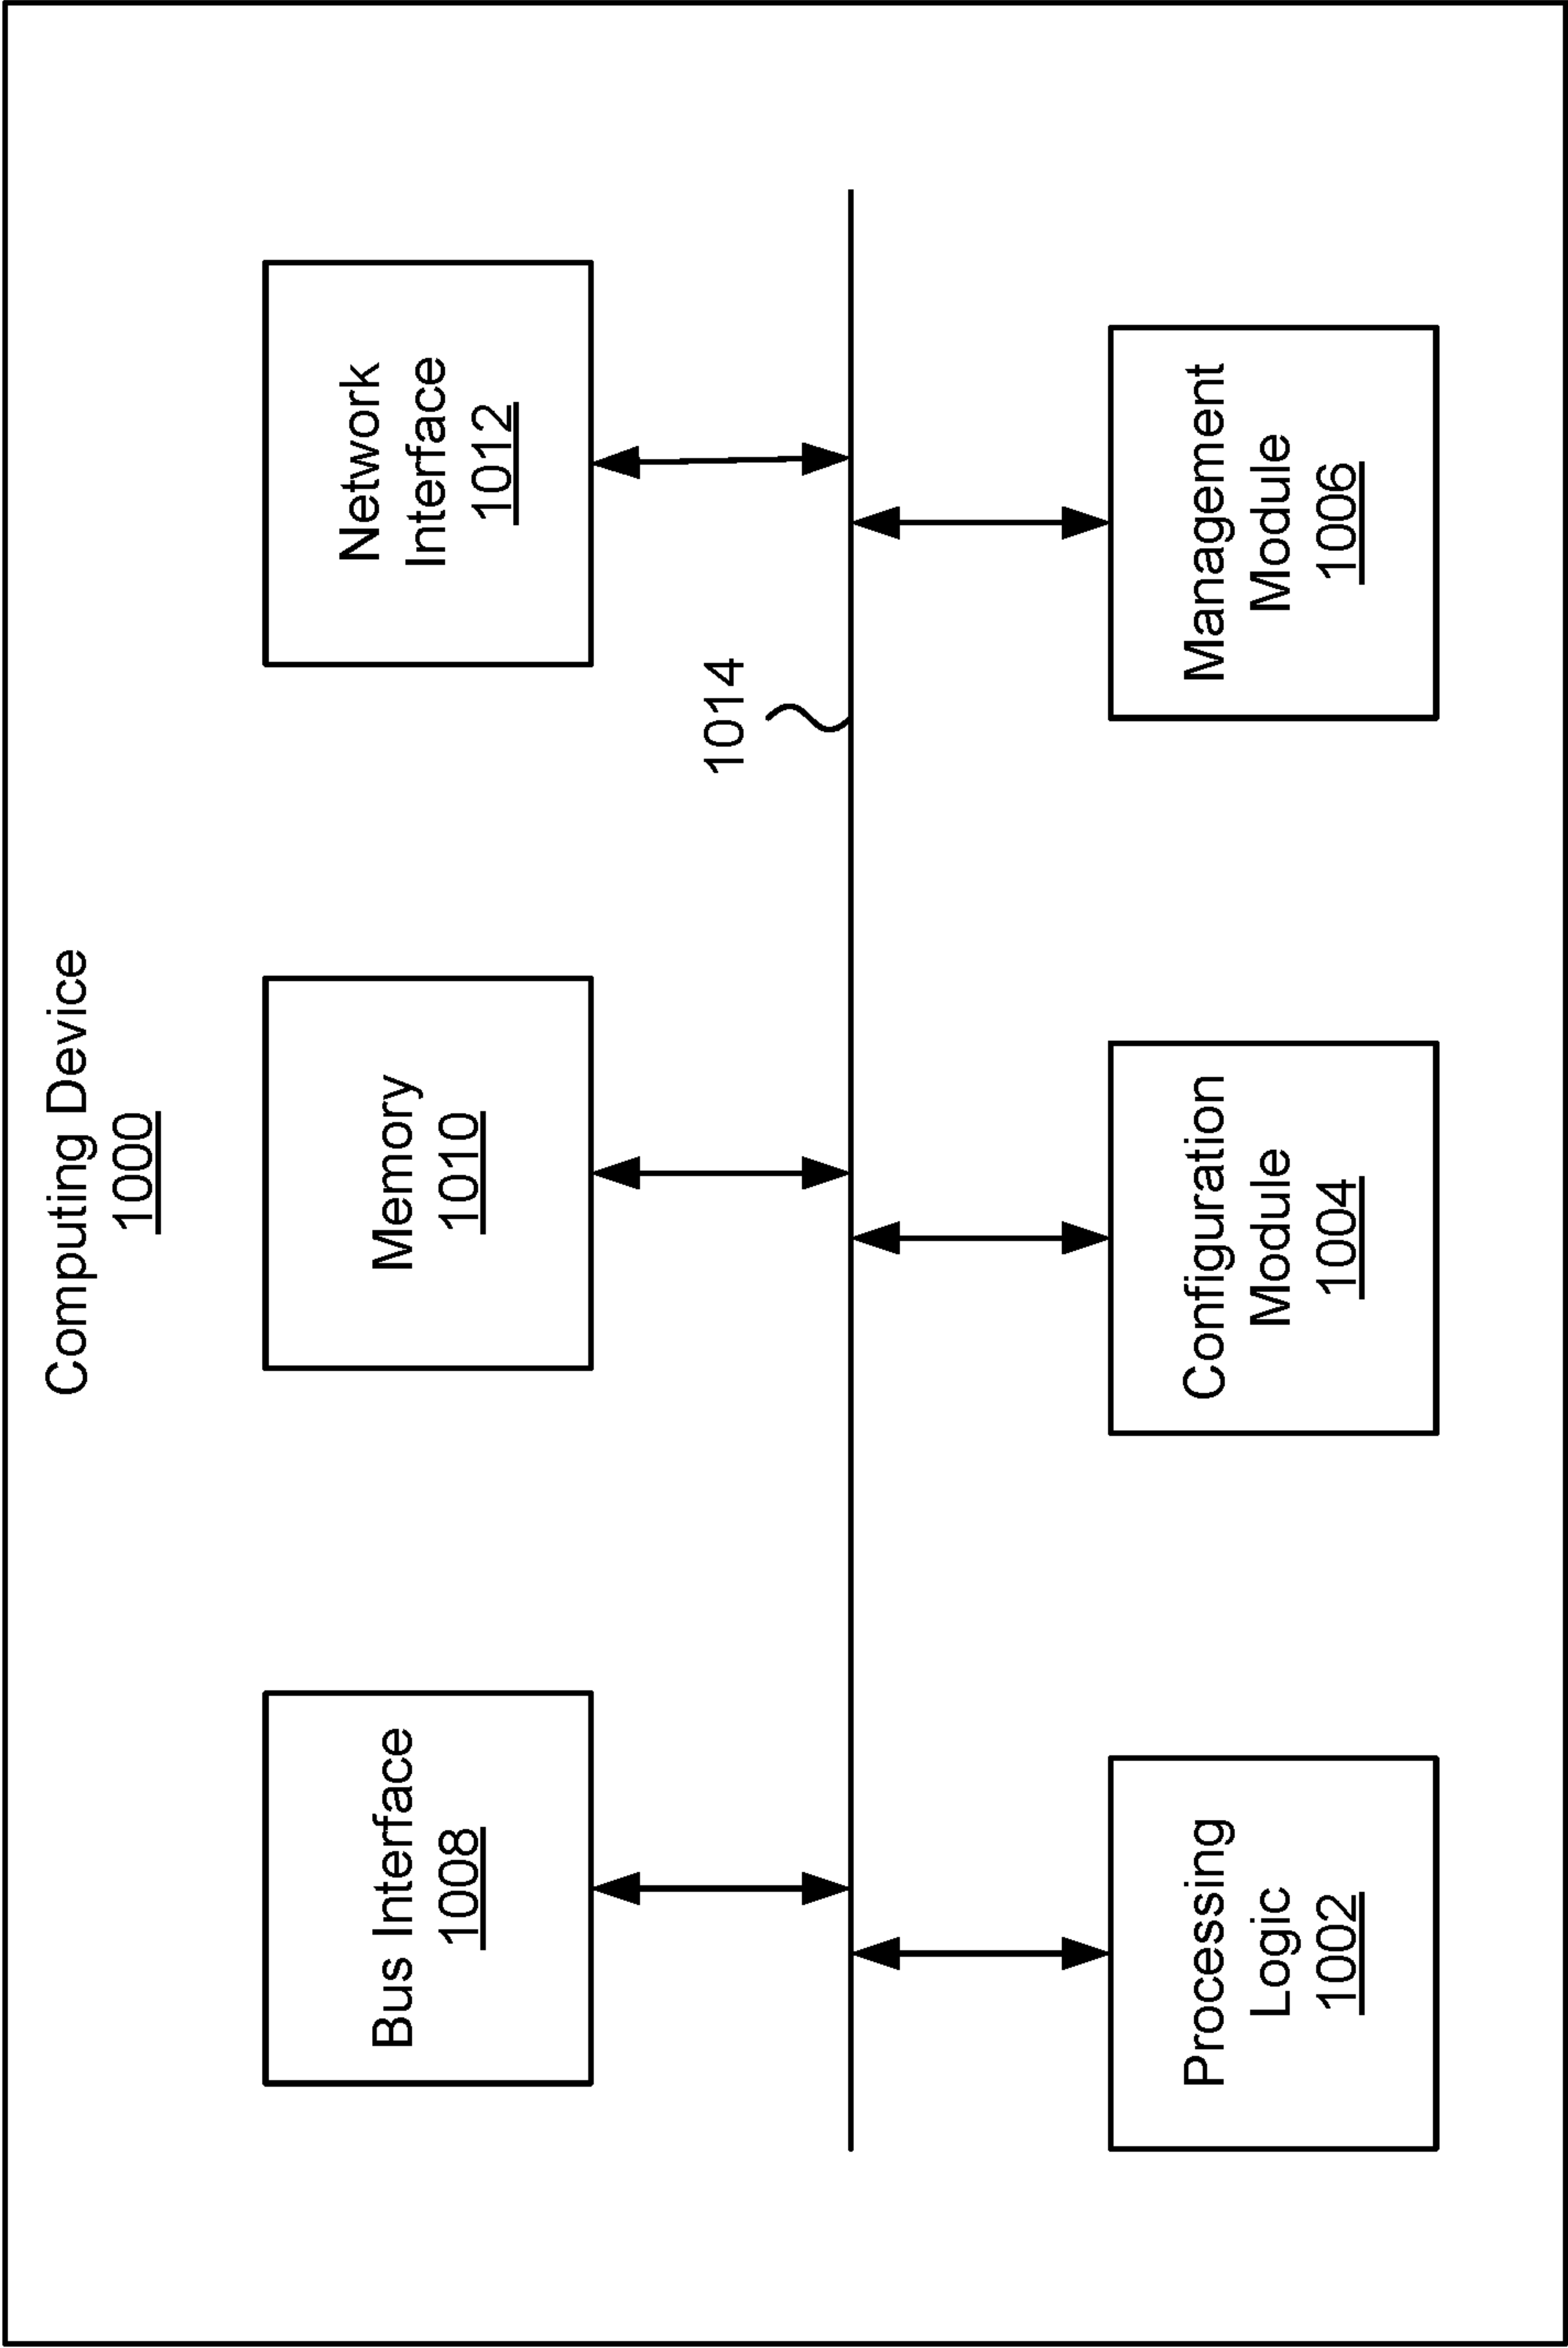 Computing Device
1000
Bus Interface
1008
Memory
1010
Network
Interface
1012
1014
Processing
Logic
1002
Configuration
Module
1004
Management
Module
1006